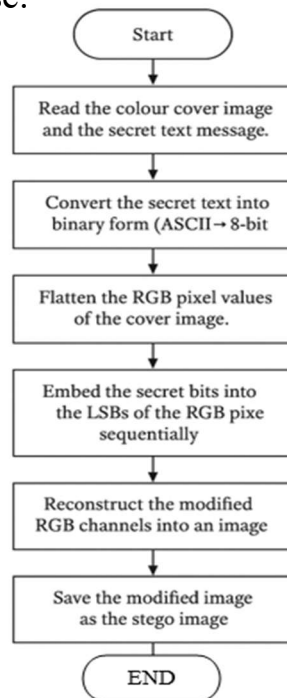 Start
Read the colour cover image
and the secret text message.
Convert the secret text into
binary form (ASCII→8-bit
Flatten the RGB pixel values
of the cover image.
Embed the secret bits into
the LSBs of the RGB pixe
sequentially
Reconstruct the modified
RGB channels into an image
Save the modified image
as the stego image
END